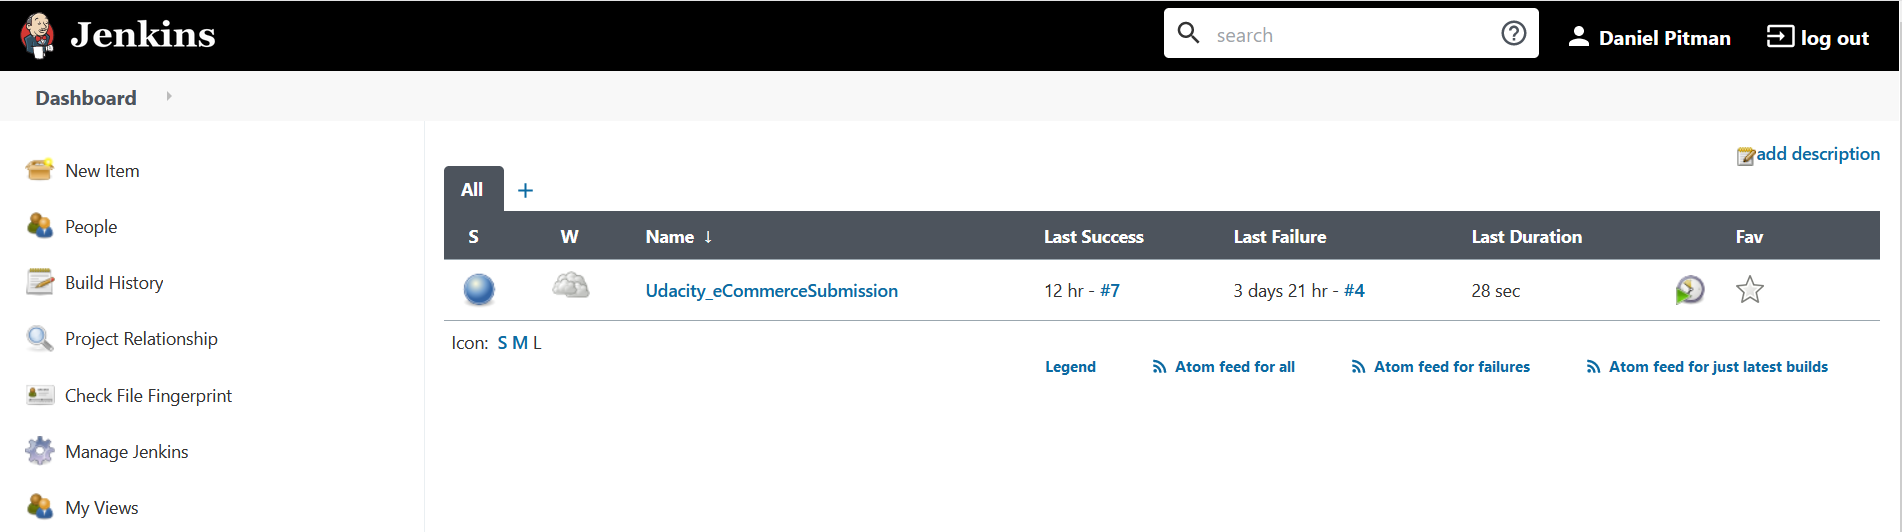 Jenkins
search
Daniel Pitman
log out
Dashboard
New Item
People
Build History
Project Relationship
Check File Fingerprint
Manage Jenkins
My Views
add description
All +
S W Name ↓ Last Success Last Failure Last Duration Fav
Udacity_eCommerceSubmission 12 hr - #7 3 days 21 hr - #4 28 sec
Icon: S M L
Legend Atom feed for all Atom feed for failures Atom feed for just latest builds